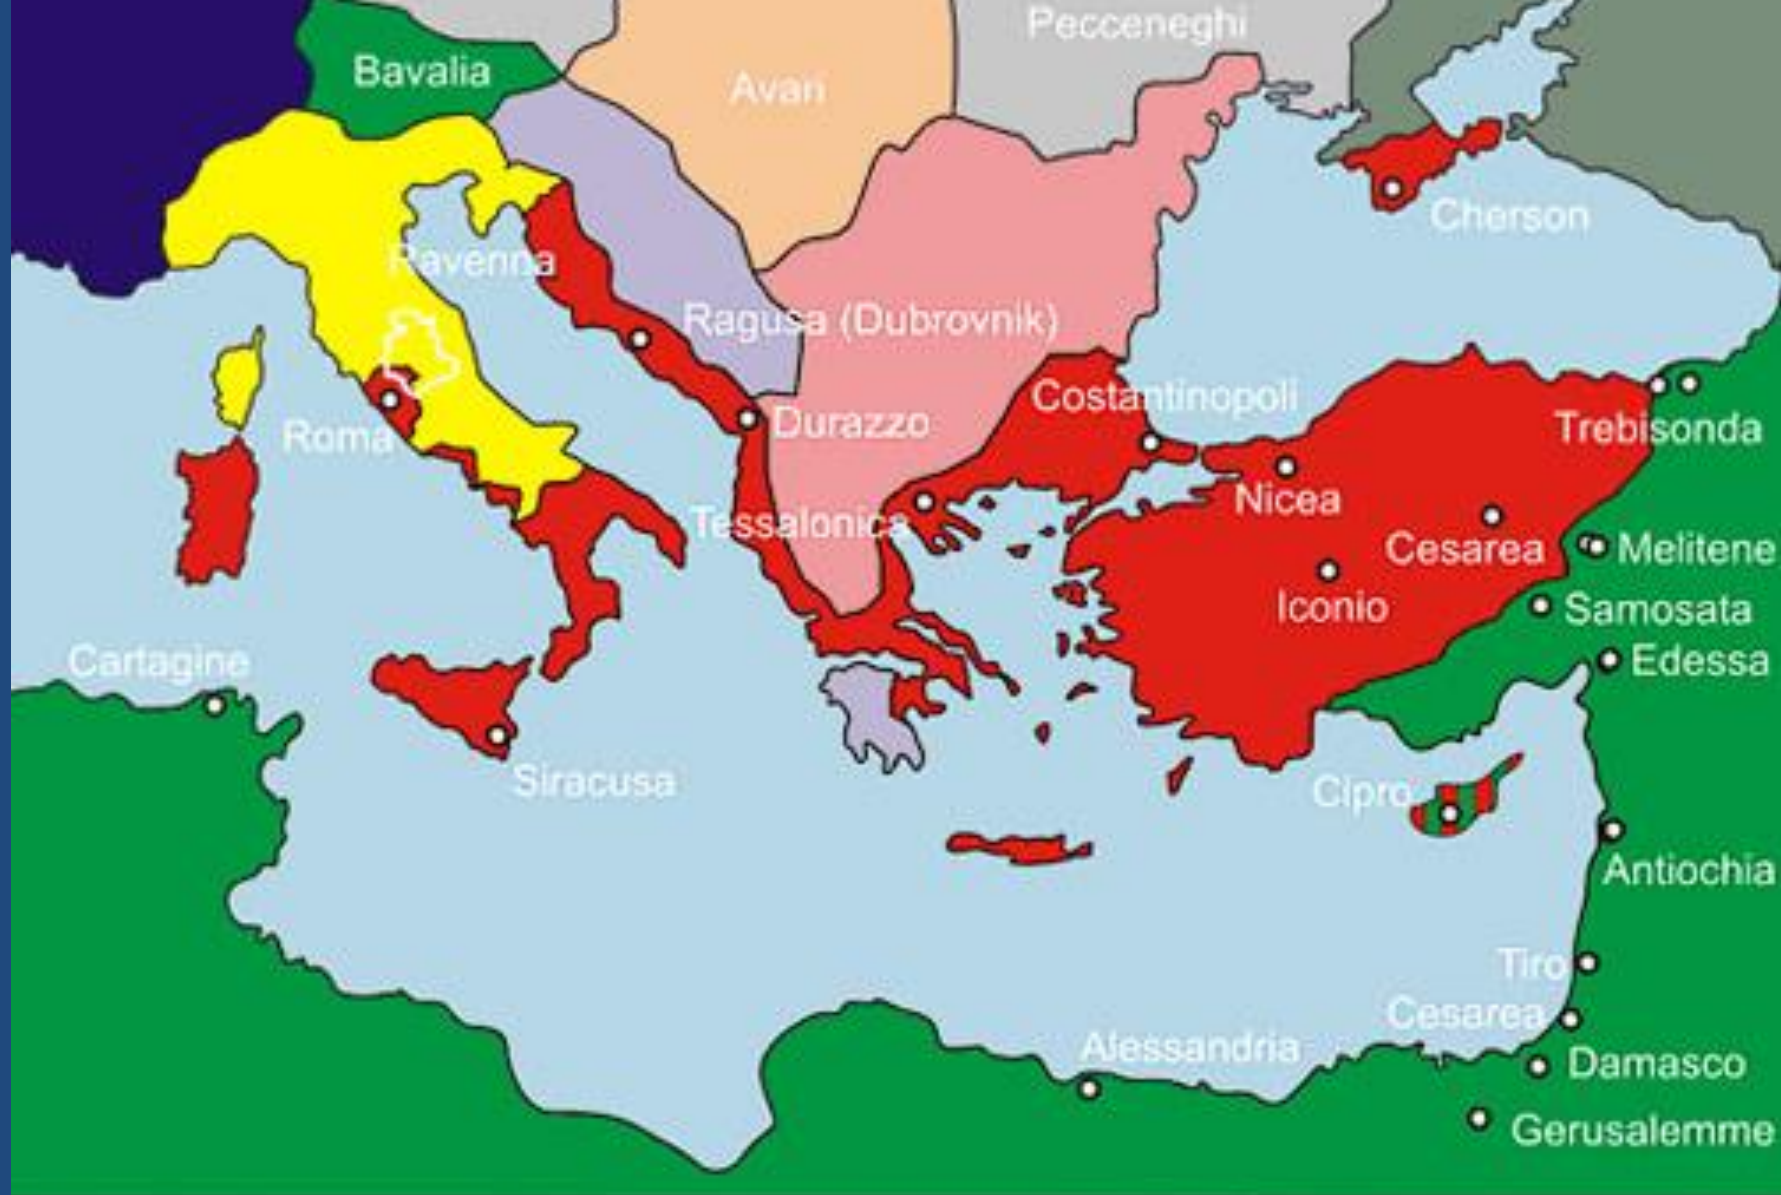 Pecceneghi
Bavalia
Avari
Cherson
Ravenna
Ragusa (Dubrovnik)
Costantinopoli
Durazzo
Roma
Trebisonda
Nicea
Tessalonica
Cesarea
Melitene
Iconio
Samosata
Cartagine
Edessa
Siracusa
Cipro
Antiochia
Tiro
Cesarea
Alessandria
Damasco
Gerusalemme